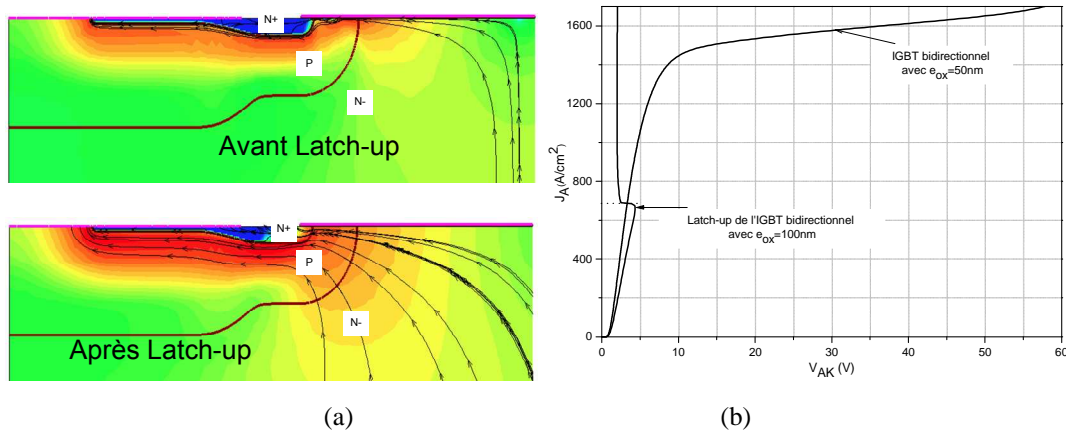 N+
P
N-
Avant Latch-up
N+
P
N-
Après Latch-up
(a)
1600
1200
800
400
0
J_A(A/cm²)
IGBT bidirectionnel
avec e_ox=50nm
Latch-up de l'IGBT bidirectionnel
avec e_ox=100nm
0 10 20 30 40 50 60
V_AK (V)
(b)